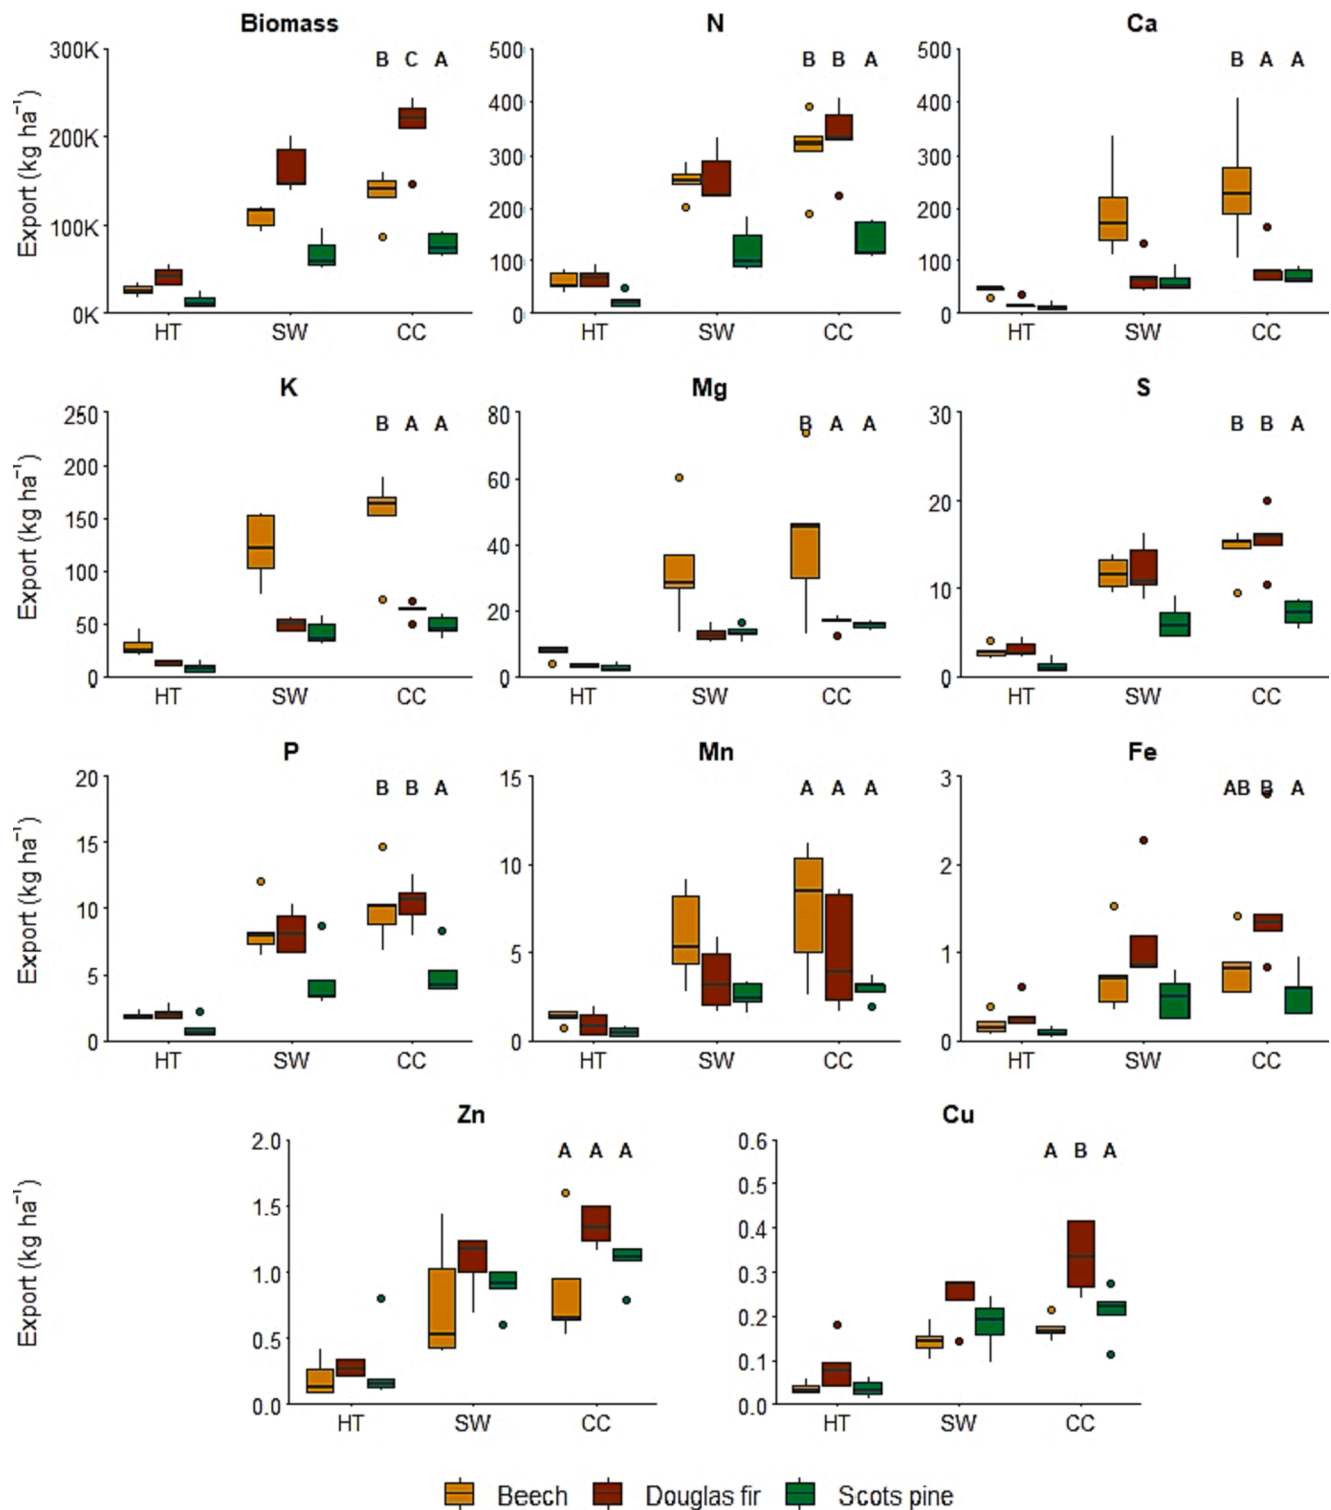 Biomass N Ca
300K B C A 500 B B A 500 B A A
400 400
200K
300 300
200 200
100K
100 100
0K 0 0
HT SW CC HT SW CC HT SW CC
Export (kg ha⁻¹)
K Mg S
250 B A A 80 B A A 30 B B A
200
60
150 20
40
100
10
50 20
0 0 0
HT SW CC HT SW CC HT SW CC
Export (kg ha⁻¹)
P Mn Fe
20 B B A 15 A A A 3 AB B A
15
10 2
10
5 1
5
0 0 0
HT SW CC HT SW CC HT SW CC
Export (kg ha⁻¹)
Zn Cu
2.0 A A A 0.6 A B A
0.5
1.5
0.4
1.0 0.3
0.2
0.5
0.1
0.0 0.0
HT SW CC HT SW CC
Export (kg ha⁻¹)
Beech Douglas fir Scots pine